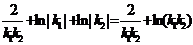 2/(k₁k₂) + ln|k₁| + ln|k₂| = 2/(k₁k₂) + ln(k₁k₂)